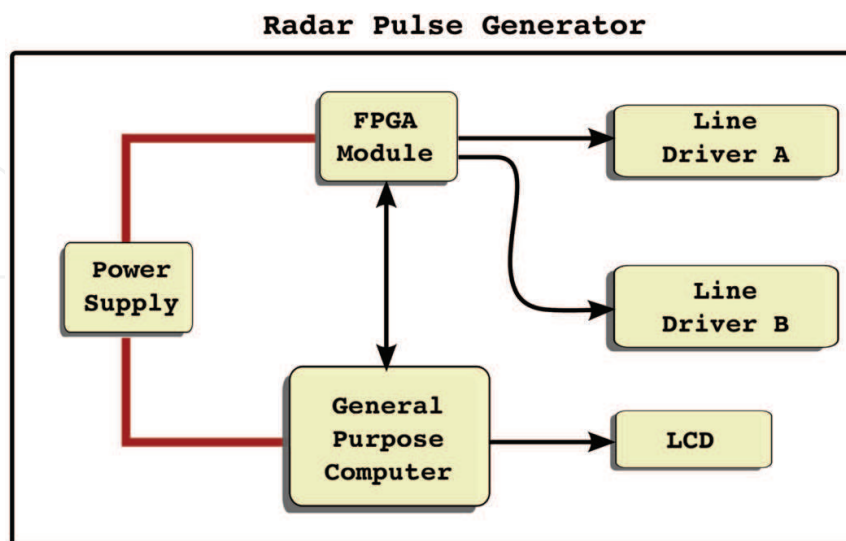 Radar Pulse Generator
FPGA
Module
Line
Driver A
Power
Supply
Line
Driver B
General
Purpose
Computer
LCD